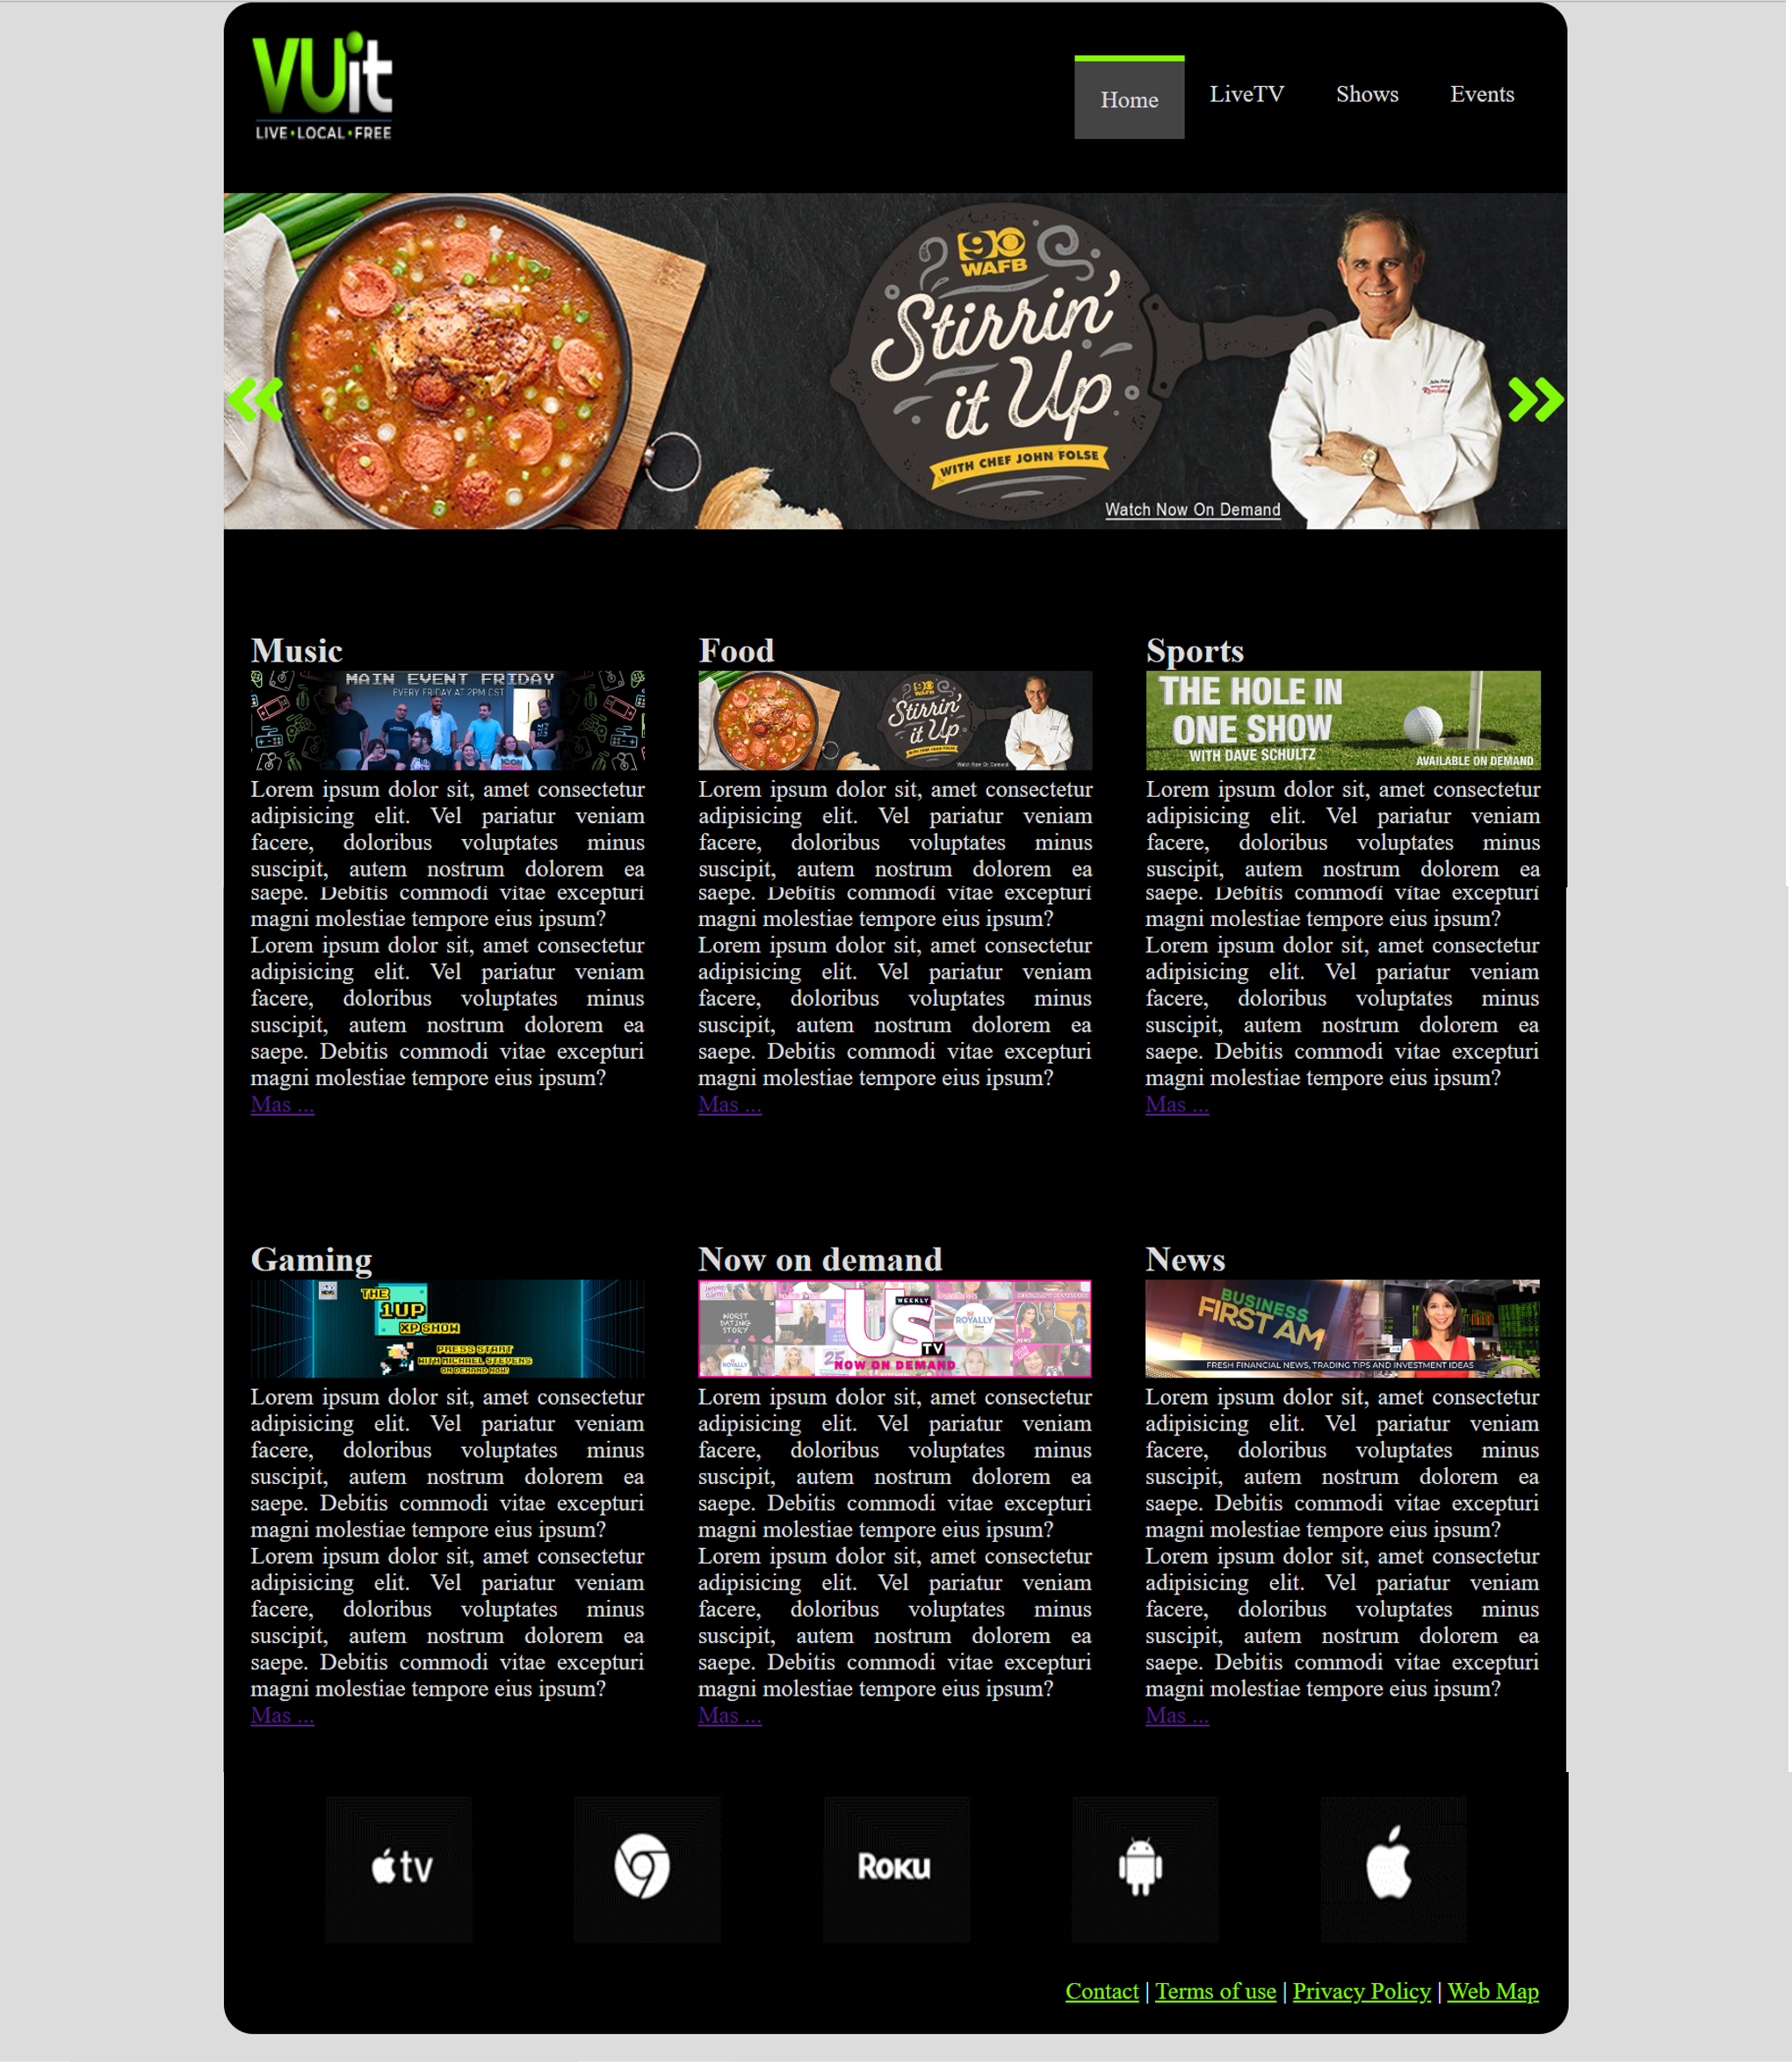 VUit
LIVE•LOCAL•FREE
Home
LiveTV
Shows
Events
9
WAFB
Stirrin'
it Up
WITH CHEF JOHN FOLSE
Watch Now On Demand
Music
MAIN EVENT FRIDAY
EVERY FRIDAY AT 2PM CST
Lorem ipsum dolor sit, amet consectetur
adipisicing elit. Vel pariatur veniam
facere, doloribus voluptates minus
suscipit, autem nostrum dolorem ea
saepe. Debitis commodi vitae excepturi
magni molestiae tempore eius ipsum?
Lorem ipsum dolor sit, amet consectetur
adipisicing elit. Vel pariatur veniam
facere, doloribus voluptates minus
suscipit, autem nostrum dolorem ea
saepe. Debitis commodi vitae excepturi
magni molestiae tempore eius ipsum?
Mas ...
Food
9
WAFB
Stirrin'
it Up
WITH CHEF JOHN FOLSE
Watch Now On Demand
Lorem ipsum dolor sit, amet consectetur
adipisicing elit. Vel pariatur veniam
facere, doloribus voluptates minus
suscipit, autem nostrum dolorem ea
saepe. Debitis commodi vitae excepturi
magni molestiae tempore eius ipsum?
Lorem ipsum dolor sit, amet consectetur
adipisicing elit. Vel pariatur veniam
facere, doloribus voluptates minus
suscipit, autem nostrum dolorem ea
saepe. Debitis commodi vitae excepturi
magni molestiae tempore eius ipsum?
Mas ...
Sports
THE HOLE IN
ONE SHOW
WITH DAVE SCHULTZ
AVAILABLE ON DEMAND
Lorem ipsum dolor sit, amet consectetur
adipisicing elit. Vel pariatur veniam
facere, doloribus voluptates minus
suscipit, autem nostrum dolorem ea
saepe. Debitis commodi vitae excepturi
magni molestiae tempore eius ipsum?
Lorem ipsum dolor sit, amet consectetur
adipisicing elit. Vel pariatur veniam
facere, doloribus voluptates minus
suscipit, autem nostrum dolorem ea
saepe. Debitis commodi vitae excepturi
magni molestiae tempore eius ipsum?
Mas ...
Gaming
THE
1UP
XP SHOW
PRESS START
WITH MICHAEL STEVENS
ON DEMAND NOW!
Lorem ipsum dolor sit, amet consectetur
adipisicing elit. Vel pariatur veniam
facere, doloribus voluptates minus
suscipit, autem nostrum dolorem ea
saepe. Debitis commodi vitae excepturi
magni molestiae tempore eius ipsum?
Lorem ipsum dolor sit, amet consectetur
adipisicing elit. Vel pariatur veniam
facere, doloribus voluptates minus
suscipit, autem nostrum dolorem ea
saepe. Debitis commodi vitae excepturi
magni molestiae tempore eius ipsum?
Mas ...
Now on demand
WORST
DATING
STORY
Us
WEEKLY
TV
NOW ON DEMAND
ROYALLY
US
ROYALLY
25
Lorem ipsum dolor sit, amet consectetur
adipisicing elit. Vel pariatur veniam
facere, doloribus voluptates minus
suscipit, autem nostrum dolorem ea
saepe. Debitis commodi vitae excepturi
magni molestiae tempore eius ipsum?
Lorem ipsum dolor sit, amet consectetur
adipisicing elit. Vel pariatur veniam
facere, doloribus voluptates minus
suscipit, autem nostrum dolorem ea
saepe. Debitis commodi vitae excepturi
magni molestiae tempore eius ipsum?
Mas ...
News
BUSINESS
FIRST AM
FRESH FINANCIAL NEWS, TRADING TIPS AND INVESTMENT IDEAS
Lorem ipsum dolor sit, amet consectetur
adipisicing elit. Vel pariatur veniam
facere, doloribus voluptates minus
suscipit, autem nostrum dolorem ea
saepe. Debitis commodi vitae excepturi
magni molestiae tempore eius ipsum?
Lorem ipsum dolor sit, amet consectetur
adipisicing elit. Vel pariatur veniam
facere, doloribus voluptates minus
suscipit, autem nostrum dolorem ea
saepe. Debitis commodi vitae excepturi
magni molestiae tempore eius ipsum?
Mas ...
tv
ROKU
Contact | Terms of use | Privacy Policy | Web Map